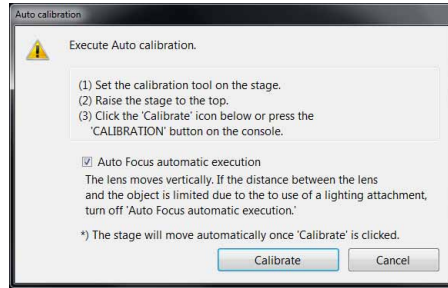 Auto calibration
Execute Auto calibration.
(1) Set the calibration tool on the stage.
(2) Raise the stage to the top.
(3) Click the 'Calibrate' icon below or press the
'CALIBRATION' button on the console.
Auto Focus automatic execution
The lens moves vertically. If the distance between the lens
and the object is limited due to the to use of a lighting attachment,
turn off 'Auto Focus automatic execution.'
*) The stage will move automatically once 'Calibrate' is clicked.
Calibrate Cancel